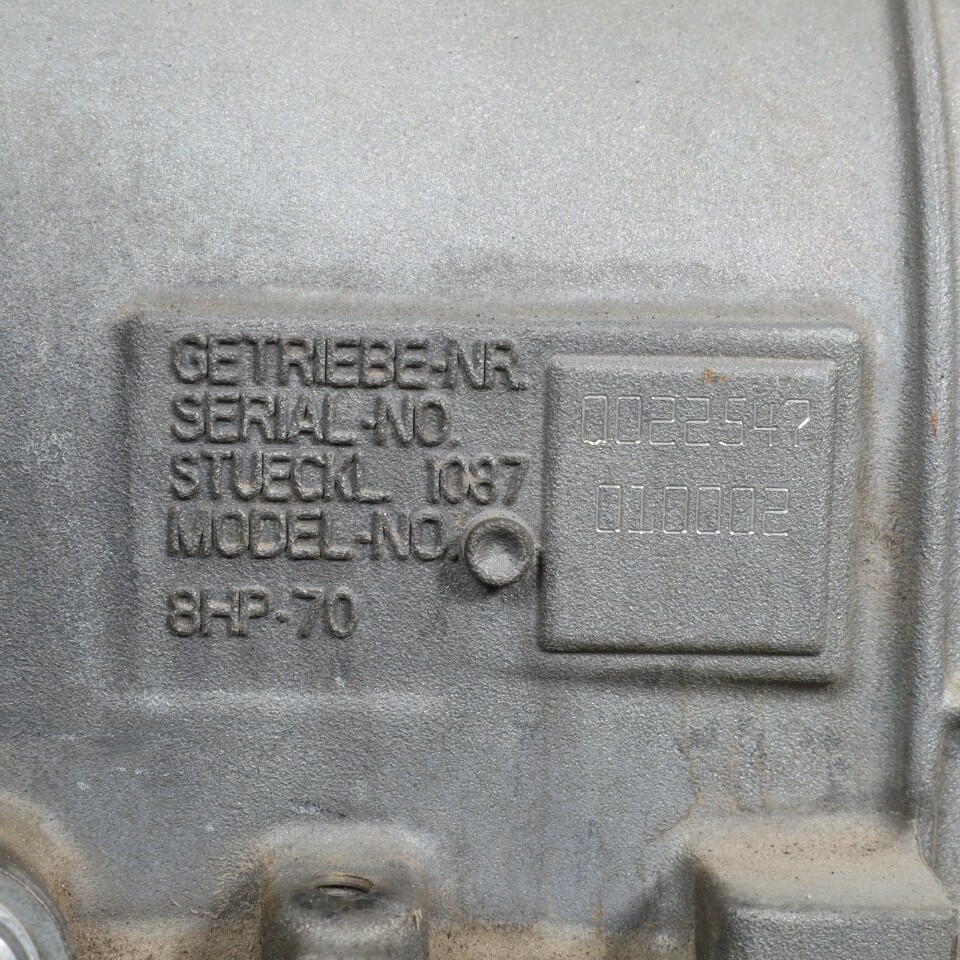 GETRIEBE-NR.
SERIAL-NO.
STUECKL. 1087
MODEL-NO.
8HP-70
0022547
010002